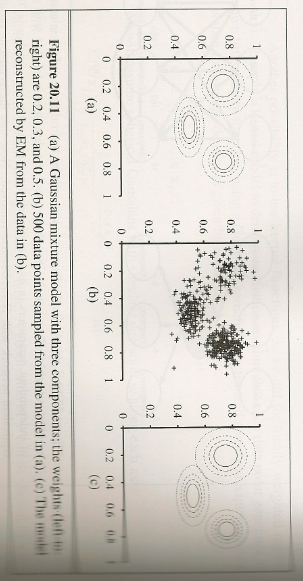 1
0.8
0.6
0.4
0.2
0
0 0.2 0.4 0.6 0.8 1
(a)
1
0.8
0.6
0.4
0.2
0
0 0.2 0.4 0.6 0.8 1
(b)
1
0.8
0.6
0.4
0.2
0
0 0.2 0.4 0.6 0.8 1
(c)
Figure 20.11 (a) A Gaussian mixture model with three components; the weights (left-to-
right) are 0.2, 0.3, and 0.5. (b) 500 data points sampled from the model in (a). (c) The model
reconstructed by EM from the data in (b).